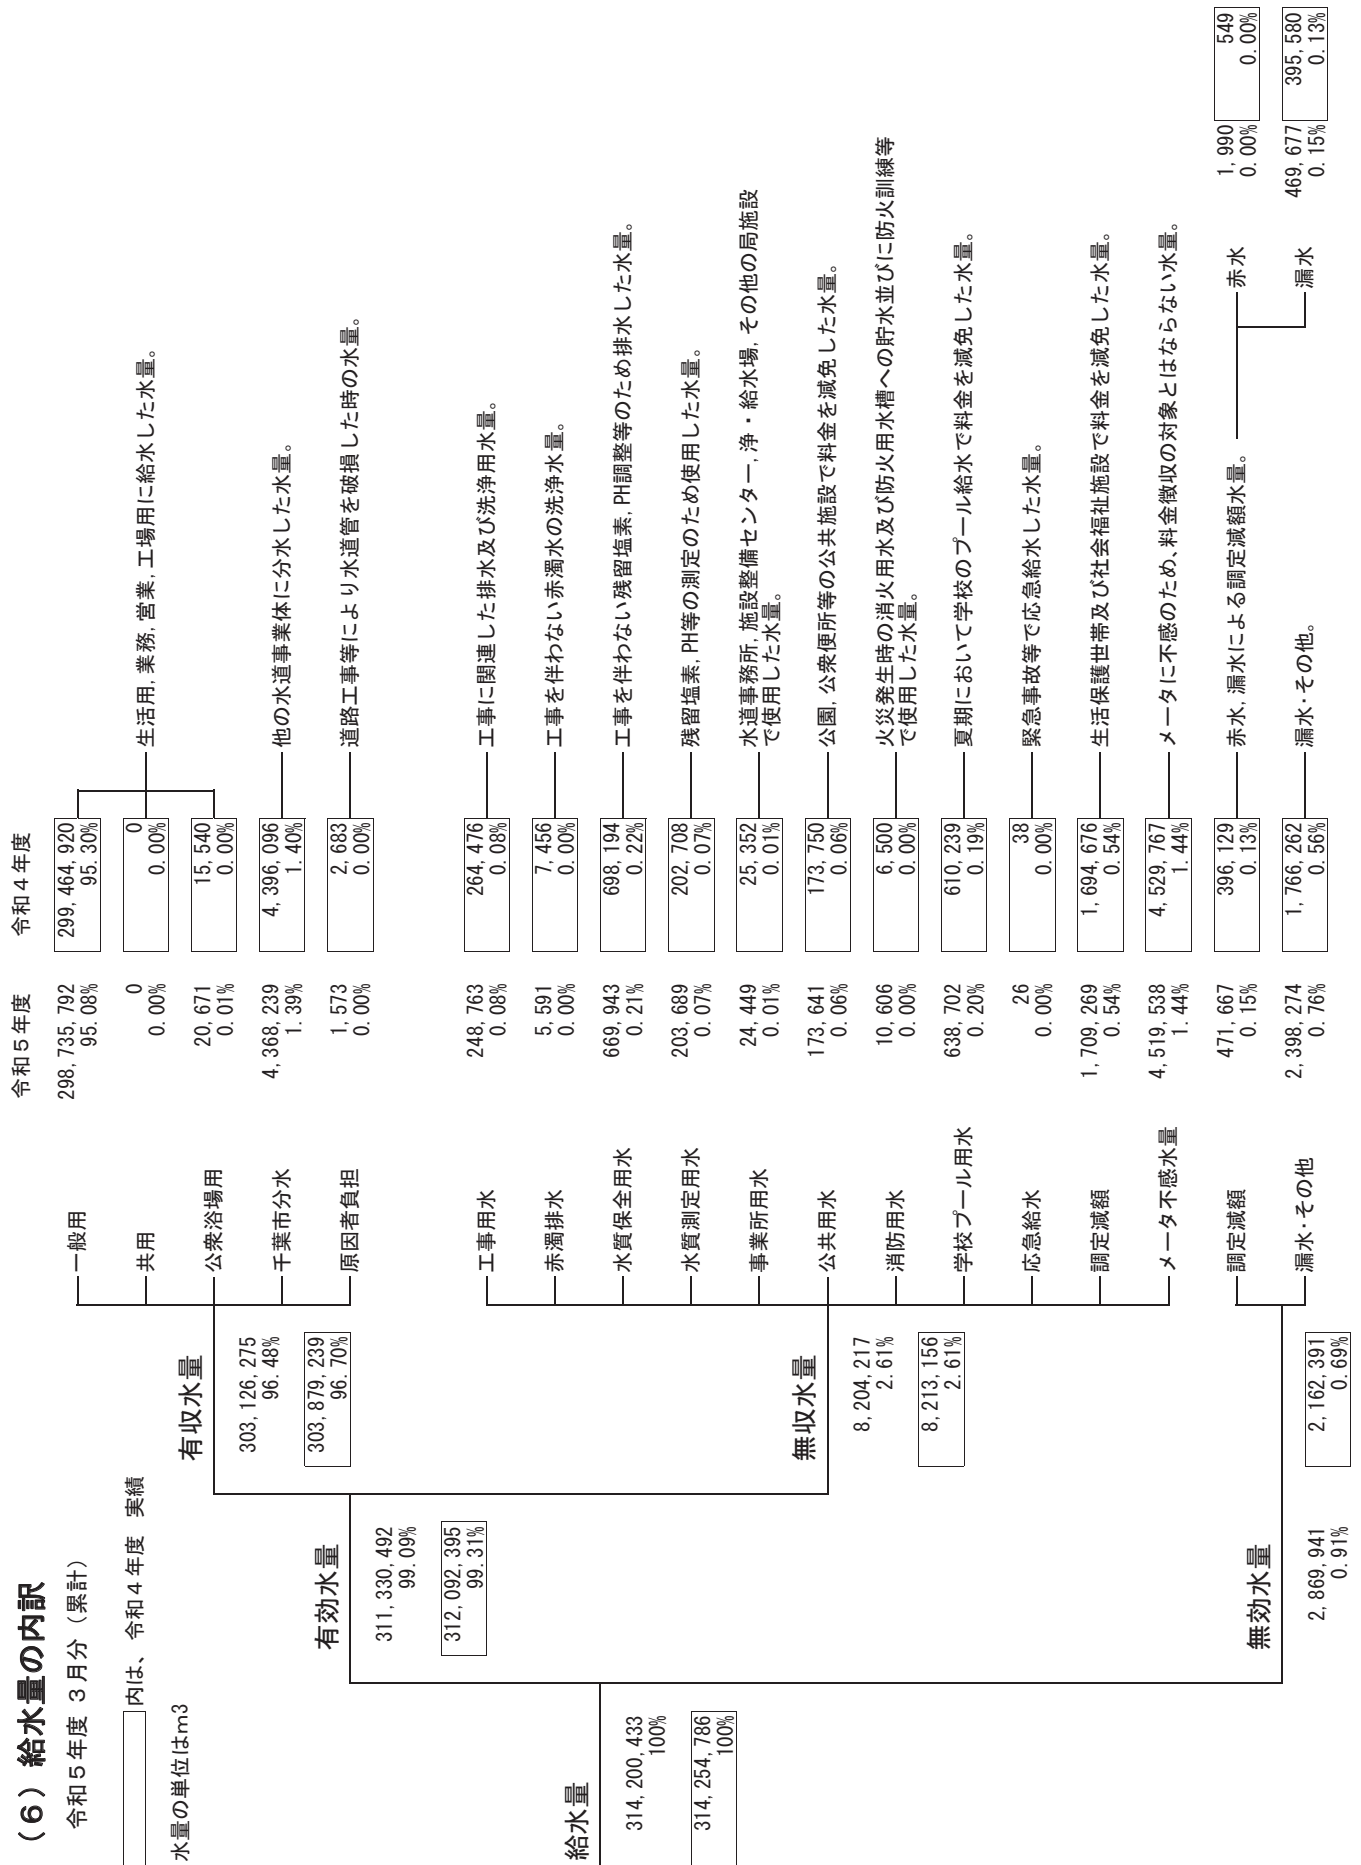 （６）給水量の内訳
令和５年度 ３月分（累計）
内は、令和４年度 実績
水量の単位はm3
給水量
314,200,433
100%
314,254,786
100%
有効水量
311,330,492
99.09%
312,092,395
99.31%
無効水量
2,869,941
0.91%
2,162,391
0.69%
有収水量
303,126,275
96.48%
303,879,239
96.70%
無収水量
8,204,217
2.61%
8,213,156
2.61%
令和５年度 令和４年度
一般用 298,735,792 299,464,920
95.08% 95.30%
共用 0 0
0.00% 0.00%
生活用,業務,営業,工場用に給水した水量。
公衆浴場用 20,671 15,540
0.01% 0.00%
千葉市分水 4,368,239 4,396,096 他の水道事業体に分水した水量。
1.39% 1.40%
原因者負担 1,573 2,683 道路工事等により水道管を破損した時の水量。
0.00% 0.00%
工事用水 248,763 264,476 工事に関連した排水及び洗浄用水量。
0.08% 0.08%
赤濁排水 5,591 7,456 工事を伴わない赤濁水の洗浄水量。
0.00% 0.00%
水質保全用水 669,943 698,194 工事を伴わない残留塩素,PH調整等のため排水した水量。
0.21% 0.22%
水質測定用水 203,689 202,708 残留塩素,PH等の測定のため使用した水量。
0.07% 0.07%
事業所用水 24,449 25,352 水道事務所,施設整備センター,浄・給水場,その他の局施設
0.01% 0.01% で使用した水量。
公共用水 173,641 173,750 公園,公衆便所等の公共施設で料金を減免した水量。
0.06% 0.06%
消防用水 10,606 6,500 火災発生時の消火用水及び防火用水槽への貯水並びに防火訓練等
0.00% 0.00% で使用した水量。
学校プール用水 638,702 610,239 夏期において学校のプール給水で料金を減免した水量。
0.20% 0.19%
応急給水 26 38 緊急事故等で応急給水した水量。
0.00% 0.00%
調定減額 1,709,269 1,694,676 生活保護世帯及び社会福祉施設で料金を減免した水量。
0.54% 0.54%
メータ不感水量 4,519,538 4,529,767 メータに不感のため、料金徴収の対象とはならない水量。
1.44% 1.44%
調定減額 471,667 396,129 赤水,漏水による調定減額水量。 赤水 1,990 549
0.15% 0.13% 0.00% 0.00%
漏水・その他 2,398,274 1,766,262 漏水・その他。 漏水 469,677 395,580
0.76% 0.56% 0.15% 0.13%